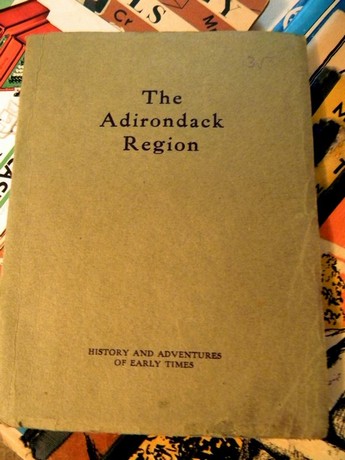 The
Adirondack
Region
HISTORY AND ADVENTURES
OF EARLY TIMES